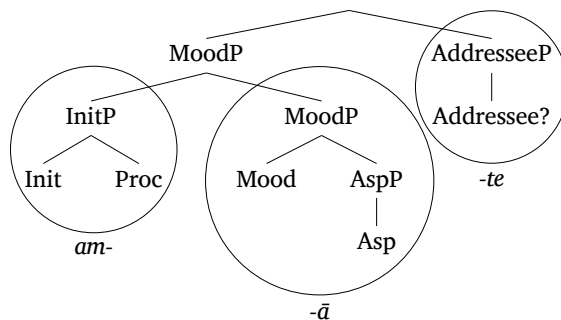 MoodP AddresseeP
InitP MoodP Addressee?
Init Proc Mood AspP -te
am- Asp
-ā